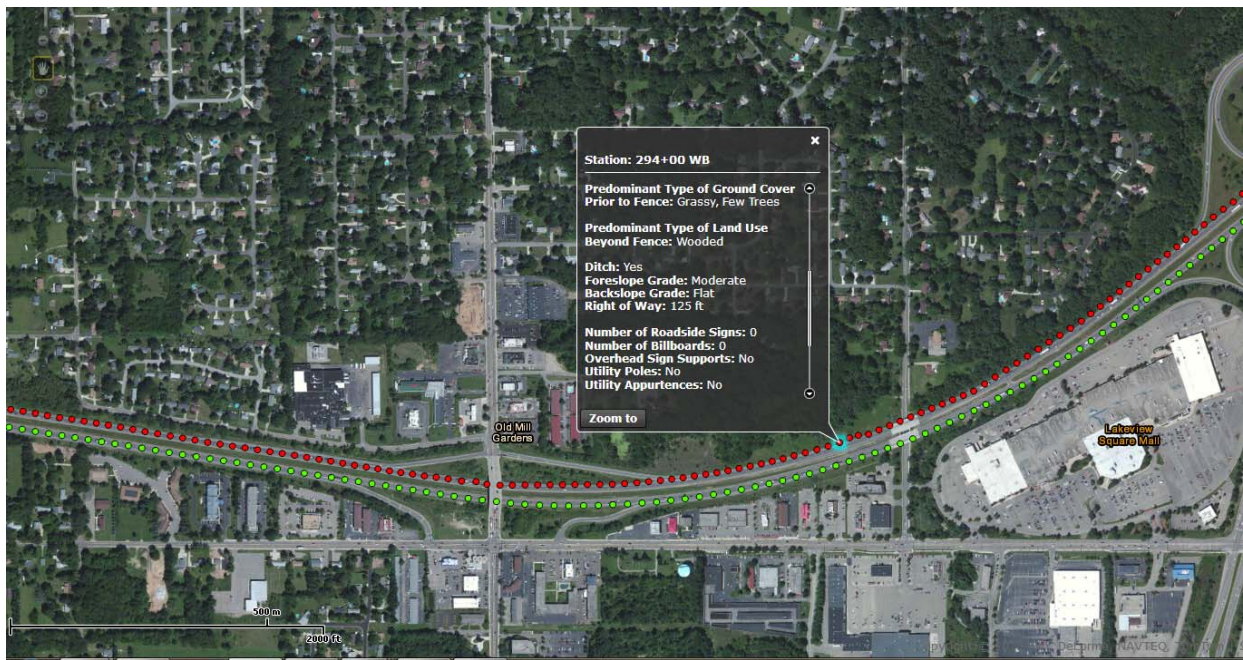 ×
Station: 294+00 WB
Predominant Type of Ground Cover
Prior to Fence: Grassy, Few Trees
Predominant Type of Land Use
Beyond Fence: Wooded
Ditch: Yes
Foreslope Grade: Moderate
Backslope Grade: Flat
Right of Way: 125 ft
Number of Roadside Signs: 0
Number of Billboards: 0
Overhead Sign Supports: No
Utility Poles: No
Utility Appurtences: No
Zoom to
Old Mill
Gardens
Lakeview
Square Mall
500 m
2000 ft
NAVTEQ